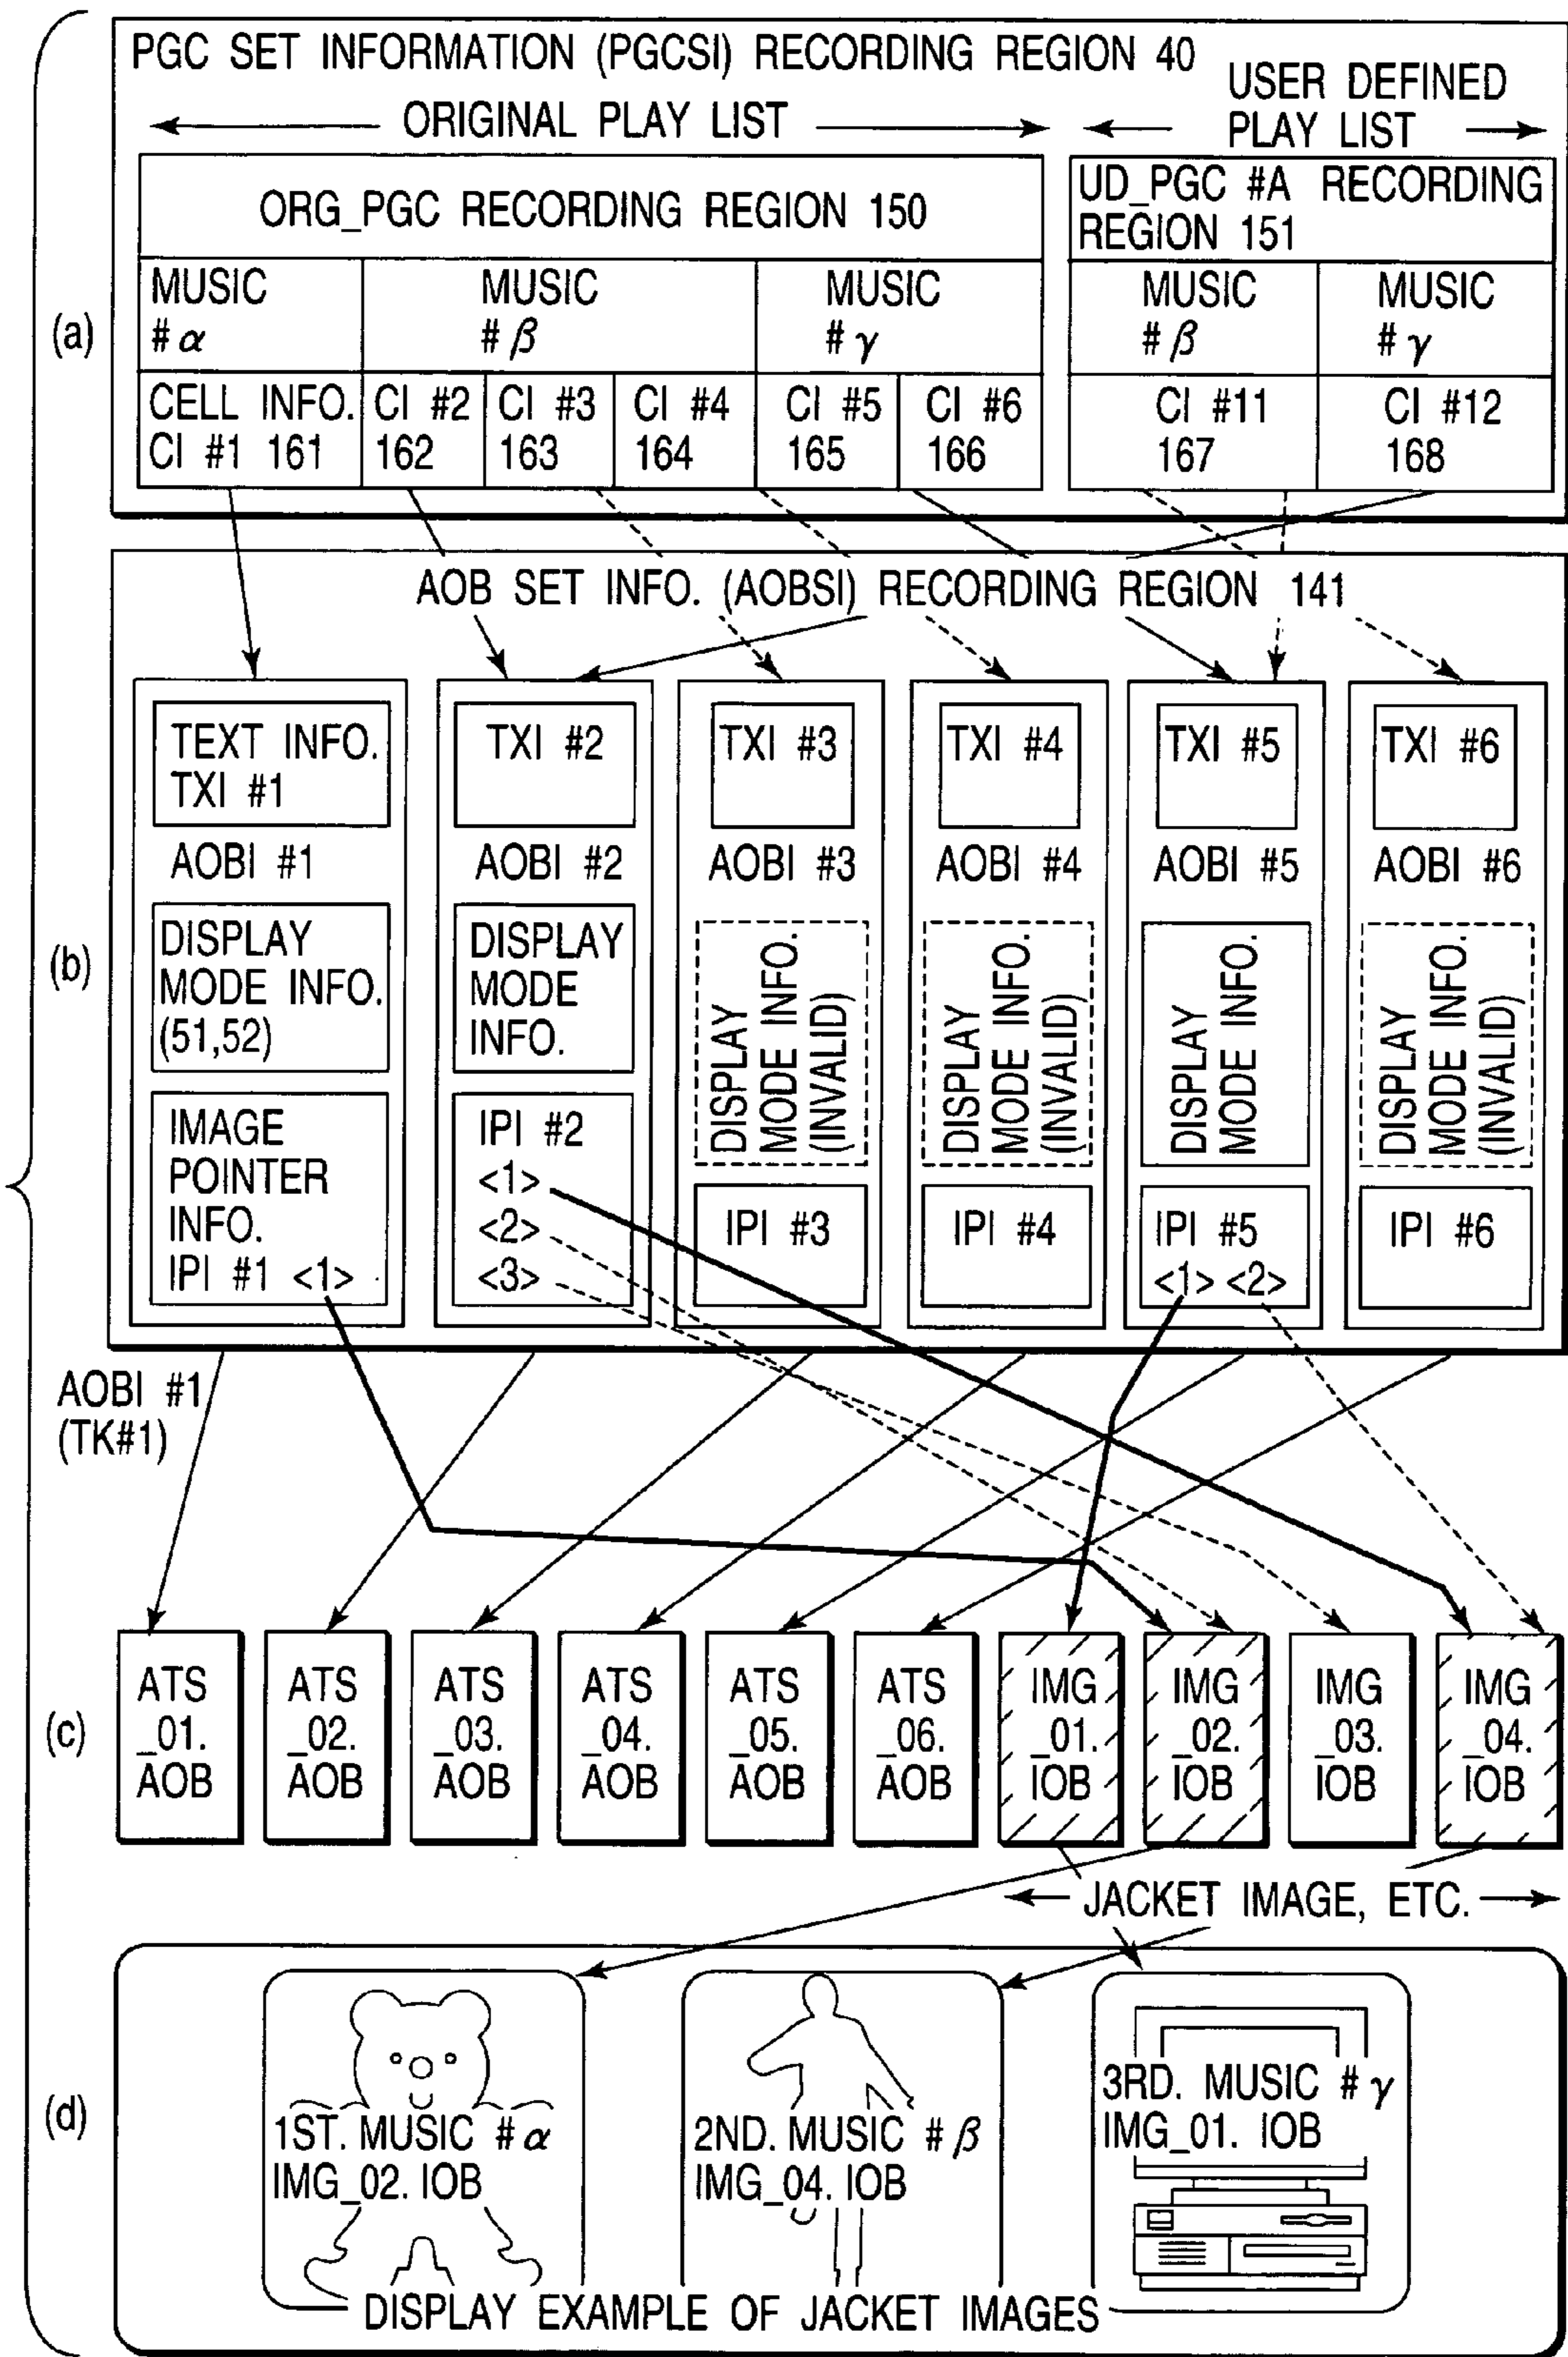 PGC SET INFORMATION (PGCSI) RECORDING REGION 40
ORIGINAL PLAY LIST
USER DEFINED
PLAY LIST
ORG_PGC RECORDING REGION 150
UD_PGC #A RECORDING
REGION 151
(a)
MUSIC
# α
MUSIC
# β
MUSIC
# γ
MUSIC
# β
MUSIC
# γ
CELL INFO.
CI #1 161
CI #2
162
CI #3
163
CI #4
164
CI #5
165
CI #6
166
CI #11
167
CI #12
168
AOB SET INFO. (AOBSI) RECORDING REGION 141
(b)
TEXT INFO.
TXI #1
AOBI #1
DISPLAY
MODE INFO.
(51,52)
IMAGE
POINTER
INFO.
IPI #1 <1>
TXI #2
AOBI #2
DISPLAY
MODE
INFO.
IPI #2
<1>
<2>
<3>
TXI #3
AOBI #3
DISPLAY
MODE INFO.
(INVALID)
IPI #3
TXI #4
AOBI #4
DISPLAY
MODE INFO.
(INVALID)
IPI #4
TXI #5
AOBI #5
DISPLAY
MODE INFO.
IPI #5
<1> <2>
TXI #6
AOBI #6
DISPLAY
MODE INFO.
(INVALID)
IPI #6
AOBI #1
(TK#1)
(c)
ATS
_01.
AOB
ATS
_02.
AOB
ATS
_03.
AOB
ATS
_04.
AOB
ATS
_05.
AOB
ATS
_06.
AOB
IMG
_01.
IOB
IMG
_02.
IOB
IMG
_03.
IOB
IMG
_04.
IOB
JACKET IMAGE, ETC.
(d)
1ST. MUSIC # α
IMG_02. IOB
2ND. MUSIC # β
IMG_04. IOB
3RD. MUSIC # γ
IMG_01. IOB
DISPLAY EXAMPLE OF JACKET IMAGES